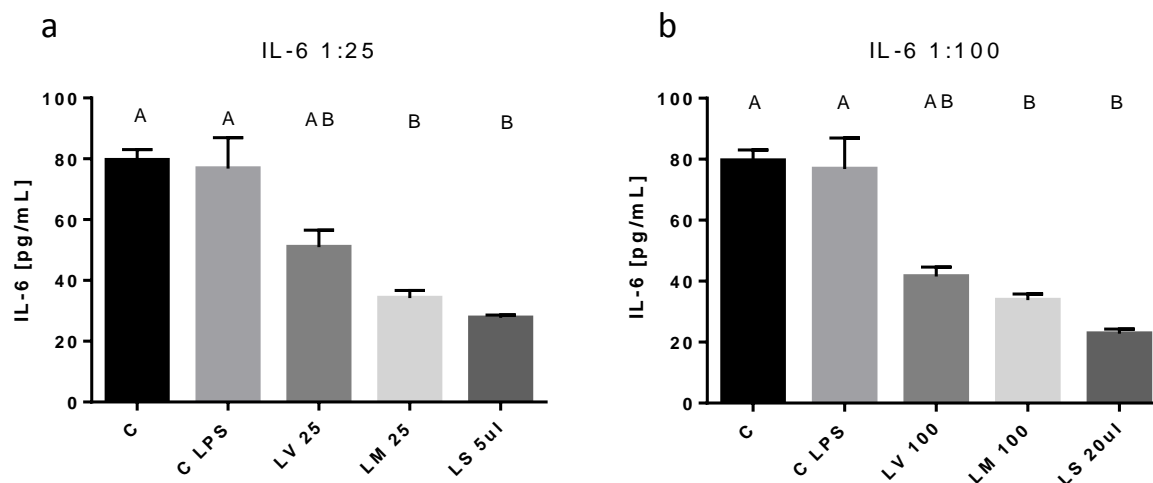 a
IL-6 1:25
A A AB B B
100
80
60
40
20
0
IL-6 [pg/mL]
C
C LPS
LV 25
LM 25
LS 5ul
b
IL-6 1:100
A A AB B B
100
80
60
40
20
0
IL-6 [pg/mL]
C
C LPS
LV 100
LM 100
LS 20ul